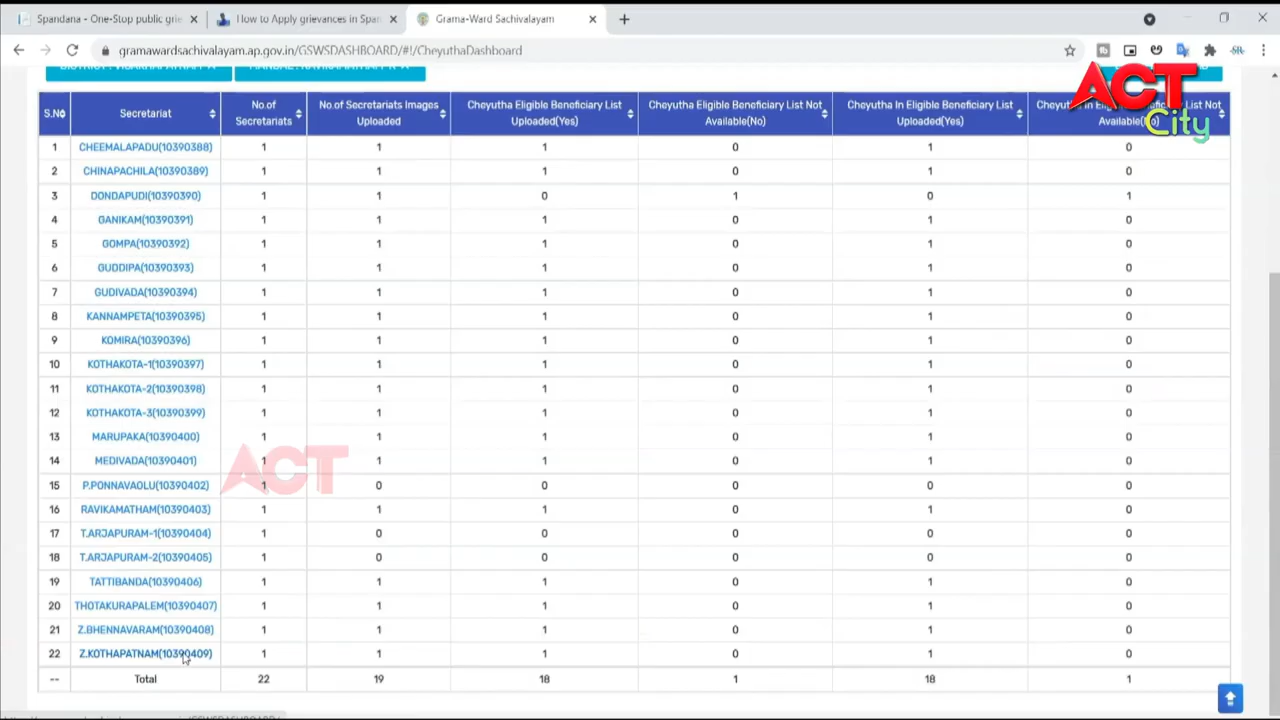 Spandana - One-Stop public grie
How to Apply grievances in Span
Grama-Ward Sachivalayam
gramawardsachivalayam.ap.gov.in/GSWSDASHBOARD/#!/CheyuthaDashboard
ACT
City
S.No Secretariat No.of Secretariats No.of Secretariats Images Uploaded Cheyutha Eligible Beneficiary List Uploaded(Yes) Cheyutha Eligible Beneficiary List Not Available(No) Cheyutha In Eligible Beneficiary List Uploaded(Yes)
1 CHEEMALAPADU(10390388) 1 1 1 0 1 0
2 CHINAPACHILA(10390389) 1 1 1 0 1 0
3 DONDAPUDI(10390390) 1 1 0 1 0 1
4 GANIKAM(10390391) 1 1 1 0 1 0
5 GOMPA(10390392) 1 1 1 0 1 0
6 GUDDIPA(10390393) 1 1 1 0 1 0
7 GUDIVADA(10390394) 1 1 1 0 1 0
8 KANNAMPETA(10390395) 1 1 1 0 1 0
9 KOMIRA(10390396) 1 1 1 0 1 0
10 KOTHAKOTA-1(10390397) 1 1 1 0 1 0
11 KOTHAKOTA-2(10390398) 1 1 1 0 1 0
12 KOTHAKOTA-3(10390399) 1 1 1 0 1 0
13 MARUPAKA(10390400) 1 1 1 0 1 0
14 MEDIVADA(10390401) 1 1 1 0 1 0
ACT
15 P.PONNAVAOLU(10390402) 1 0 0 0 0 0
16 RAVIKAMATHAM(10390403) 1 1 1 0 1 0
17 T.ARJAPURAM-1(10390404) 1 0 0 0 0 0
18 T.ARJAPURAM-2(10390405) 1 0 0 0 0 0
19 TATTIBANDA(10390406) 1 1 1 0 1 0
20 THOTAKURAPALEM(10390407) 1 1 1 0 1 0
21 Z.BHENNAVARAM(10390408) 1 1 1 0 1 0
22 Z.KOTHAPATNAM(10390409) 1 1 1 0 1 0
-- Total 22 19 18 1 18 1